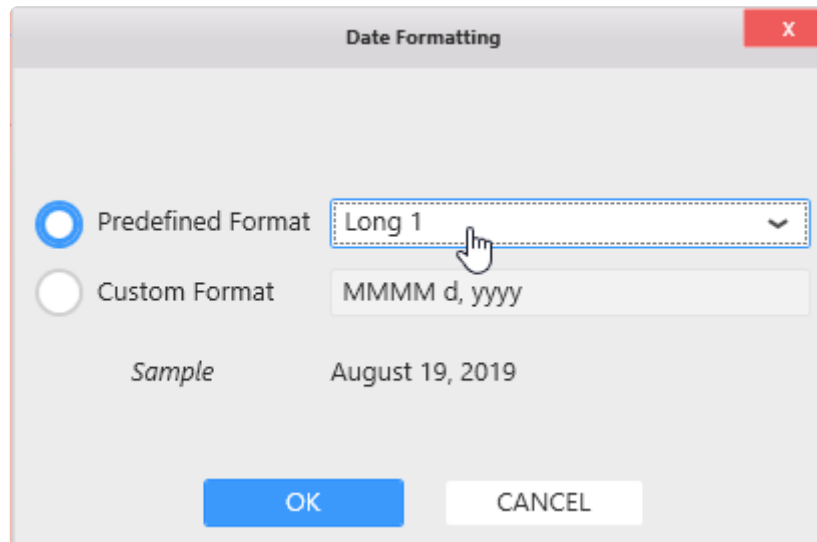 Date Formatting
X
Predefined Format Long 1
Custom Format MMMM d, yyyy
Sample August 19, 2019
OK CANCEL